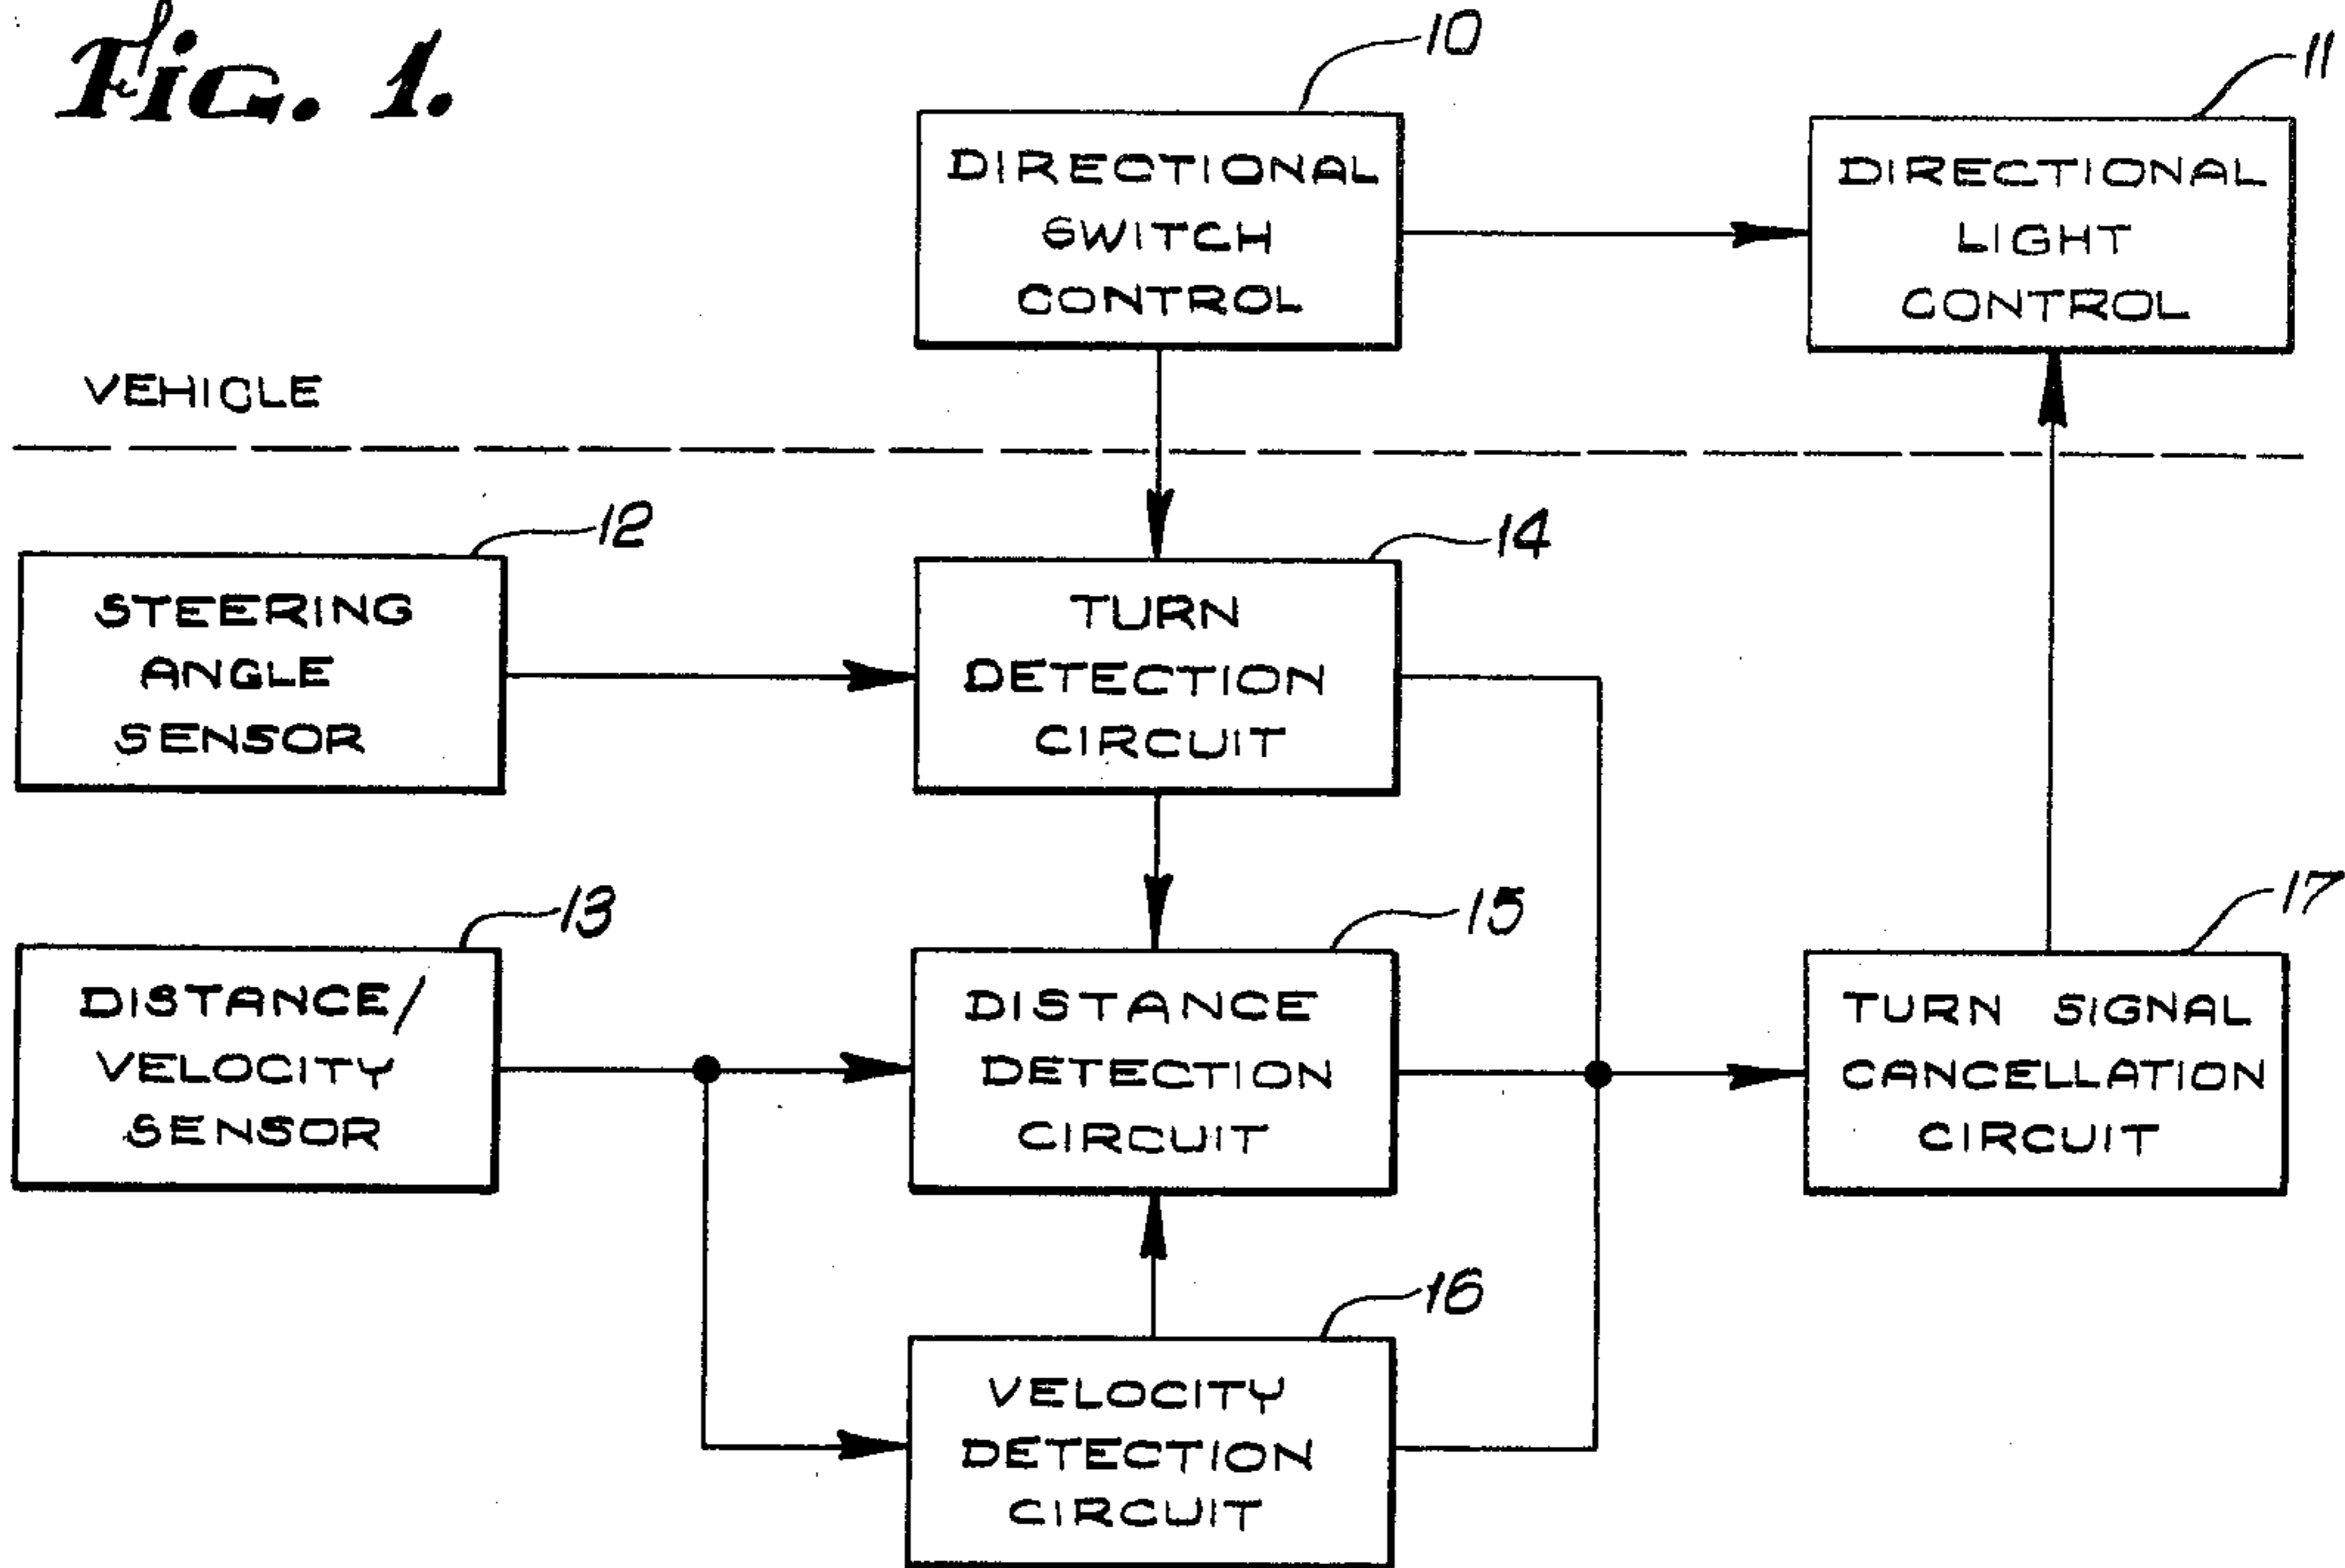 Fig. 1.
10
11
DIRECTIONAL
SWITCH
CONTROL
DIRECTIONAL
LIGHT
CONTROL
VEHICLE
12
14
STEERING
ANGLE
SENSOR
TURN
DETECTION
CIRCUIT
13
15
17
DISTANCE/
VELOCITY
SENSOR
DISTANCE
DETECTION
CIRCUIT
TURN SIGNAL
CANCELLATION
CIRCUIT
16
VELOCITY
DETECTION
CIRCUIT